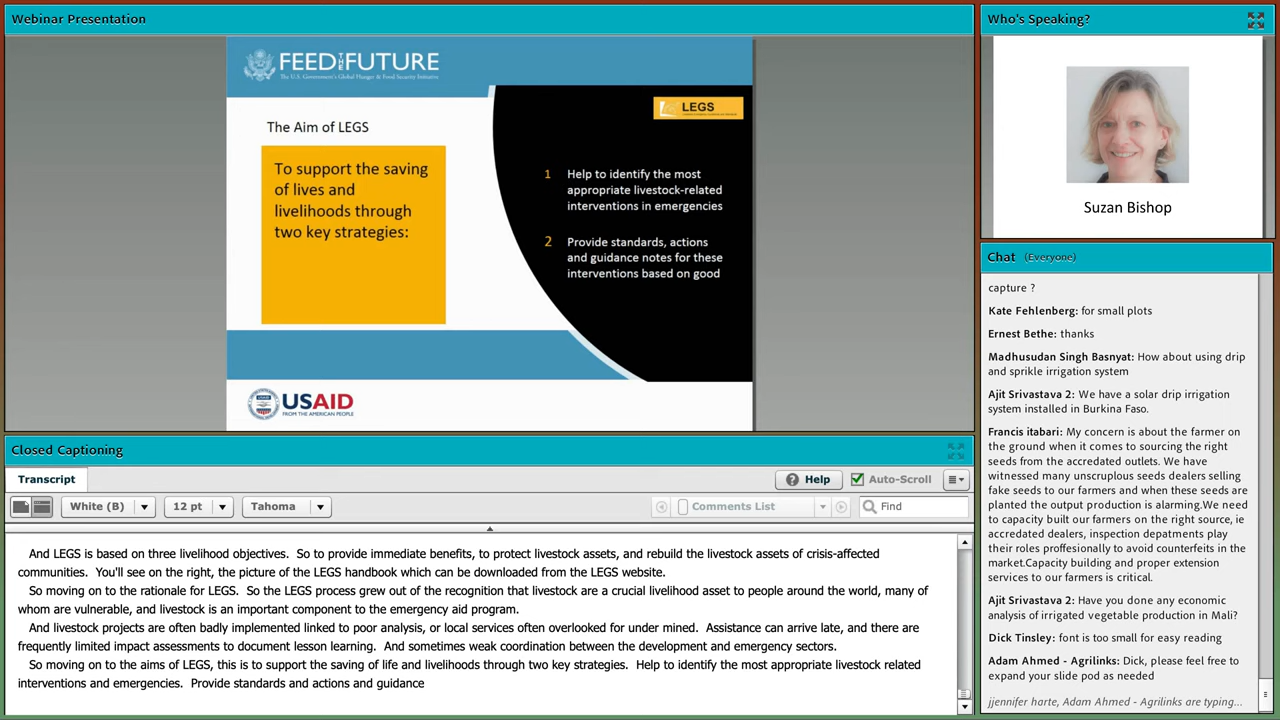 Webinar Presentation
FEED THE FUTURE
The U.S. Government's Global Hunger & Food Security Initiative
LEGS
The Aim of LEGS
To support the saving
of lives and
livelihoods through
two key strategies:
1 Help to identify the most
appropriate livestock-related
interventions in emergencies
2 Provide standards, actions
and guidance notes for these
interventions based on good
USAID
FROM THE AMERICAN PEOPLE
Who's Speaking?
Suzan Bishop
Chat (Everyone)
capture ?
Kate Fehlenberg: for small plots
Ernest Bethe: thanks
Madhusudan Singh Basnyat: How about using drip
and sprikle irrigation system
Ajit Srivastava 2: We have a solar drip irrigation
system installed in Burkina Faso.
Francis itabari: My concern is about the farmer on
the ground when it comes to sourcing the right
seeds from the accredated outlets. We have
witnessed many unscruplous seeds dealers selling
fake seeds to our farmers and when these seeds are
planted the output production is alarming.We need
to capacity built our farmers on the right source, ie
accredated dealers, inspection depatments play
their roles proffesionally to avoid counterfeits in the
market.Capacity building and proper extension
services to our farmers is critical.
Ajit Srivastava 2: Have you done any economic
analysis of irrigated vegetable production in Mali?
Dick Tinsley: font is too small for easy reading
Adam Ahmed - Agrilinks: Dick, please feel free to
expand your slide pod as needed
jjennifer harte, Adam Ahmed - Agrilinks are typing...
Closed Captioning
Transcript
Help
Auto-Scroll
White (B)
12 pt
Tahoma
Comments List
Find
And LEGS is based on three livelihood objectives. So to provide immediate benefits, to protect livestock assets, and rebuild the livestock assets of crisis-affected
communities. You'll see on the right, the picture of the LEGS handbook which can be downloaded from the LEGS website.
So moving on to the rationale for LEGS. So the LEGS process grew out of the recognition that livestock are a crucial livelihood asset to people around the world, many of
whom are vulnerable, and livestock is an important component to the emergency aid program.
And livestock projects are often badly implemented linked to poor analysis, or local services often overlooked for under mined. Assistance can arrive late, and there are
frequently limited impact assessments to document lesson learning. And sometimes weak coordination between the development and emergency sectors.
So moving on to the aims of LEGS, this is to support the saving of life and livelihoods through two key strategies. Help to identify the most appropriate livestock related
interventions and emergencies. Provide standards and actions and guidance